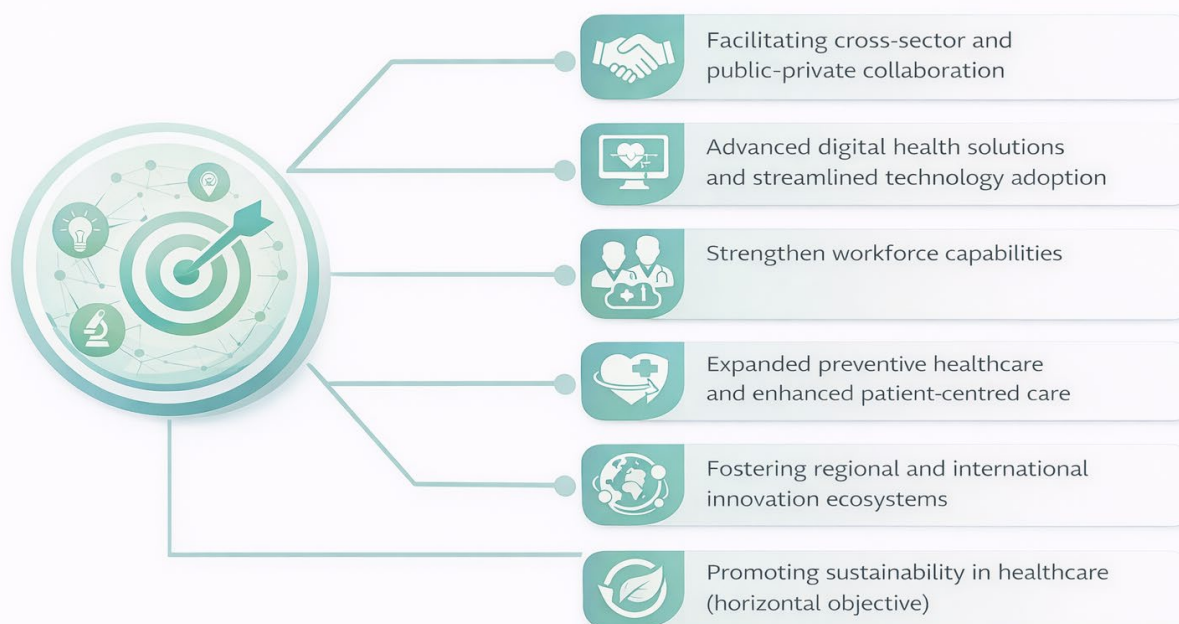 Facilitating cross-sector and
public-private collaboration
Advanced digital health solutions
and streamlined technology adoption
Strengthen workforce capabilities
Expanded preventive healthcare
and enhanced patient-centred care
Fostering regional and international
innovation ecosystems
Promoting sustainability in healthcare
(horizontal objective)